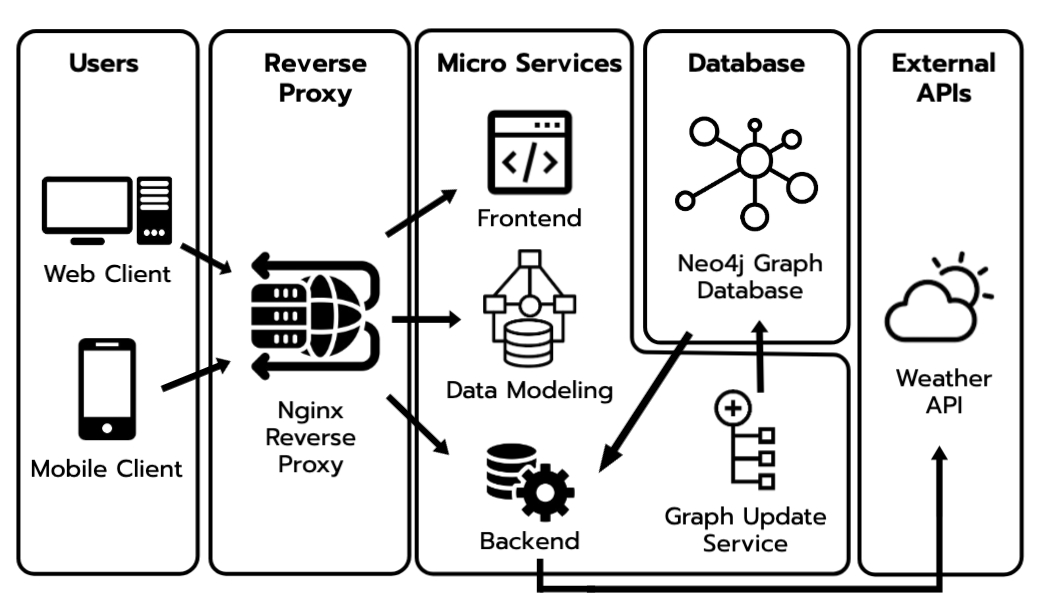 Users
Reverse
Proxy
Micro Services
Database
External
APIs
Web Client
Mobile Client
Nginx
Reverse
Proxy
</>
Frontend
Data Modeling
Backend
Neo4j Graph
Database
Graph Update
Service
Weather
API